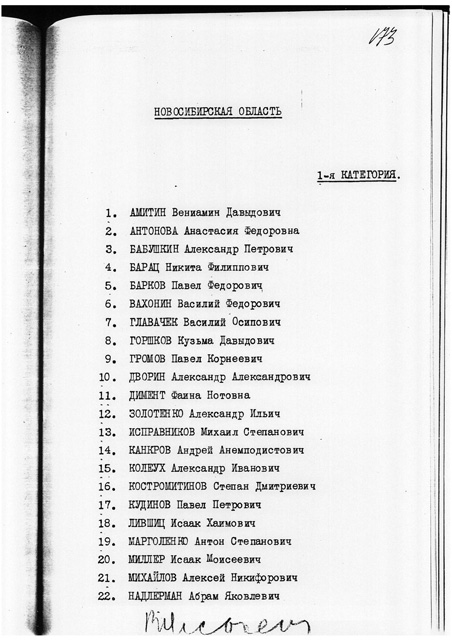 173
НОВОСИБИРСКАЯ ОБЛАСТЬ
1-я КАТЕГОРИЯ.
1. АМИТИН Вениамин Давыдович
2. АНТОНОВА Анастасия Федоровна
3. БАБУШКИН Александр Петрович
4. БАРАЦ Никита Филиппович
5. БАРКОВ Павел Федорович
6. ВАХОНИН Василий Федорович
7. ГЛАВАЧЕК Василий Осипович
8. ГОРШКОВ Кузьма Давыдович
9. ГРОМОВ Павел Корнеевич
10. ДВОРИН Александр Александрович
11. ДИМЕНТ Фаина Нотовна
12. ЗОЛОТЕНКО Александр Ильич
13. ИСПРАВНИКОВ Михаил Степанович
14. КАНКРОВ Андрей Анемподистович
15. КОЛЕУХ Александр Иванович
16. КОСТРОМИТИНОВ Степан Дмитриевич
17. КУДИНОВ Павел Петрович
18. ЛИВШИЦ Исаак Хаимович
19. МАРГОЛЕНКО Антон Степанович
20. МИЛЛЕР Исаак Моисеевич
21. МИХАЙЛОВ Алексей Никифорович
22. НАДЛЕРМАН Абрам Яковлевич